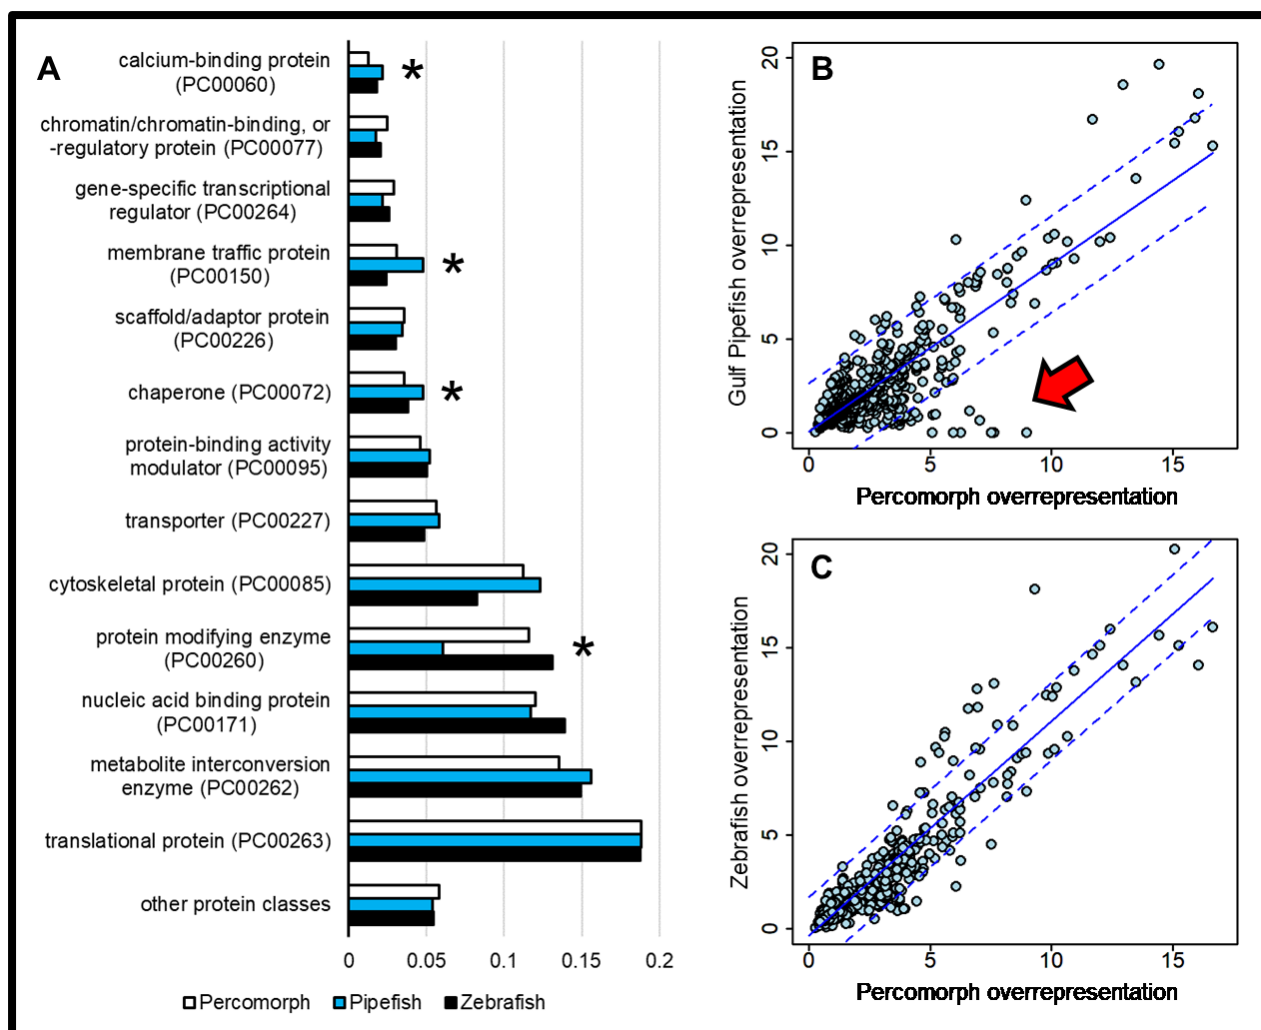 A
calcium-binding protein
(PC00060)
*
chromatin/chromatin-binding, or
-regulatory protein (PC00077)
gene-specific transcriptional
regulator (PC00264)
membrane traffic protein
(PC00150)
*
scaffold/adaptor protein
(PC00226)
chaperone (PC00072)
*
protein-binding activity
modulator (PC00095)
transporter (PC00227)
cytoskeletal protein (PC00085)
protein modifying enzyme
(PC00260)
*
nucleic acid binding protein
(PC00171)
metabolite interconversion
enzyme (PC00262)
translational protein (PC00263)
other protein classes
0 0.05 0.1 0.15 0.2
Percomorph Pipefish Zebrafish
B
Gulf Pipefish overrepresentation
20
15
10
5
0
0 5 10 15
Percomorph overrepresentation
C
Zebrafish overrepresentation
20
15
10
5
0
0 5 10 15
Percomorph overrepresentation